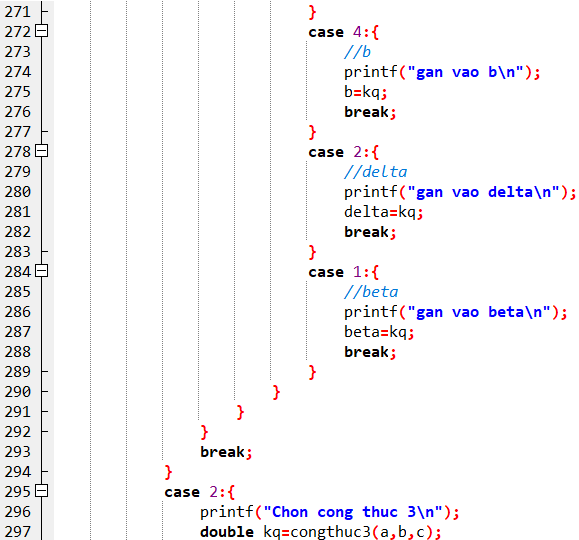 271 }
272 case 4:{
273 //b
274 printf("gan vao b\n");
275 b=kq;
276 break;
277 }
278 case 2:{
279 //delta
280 printf("gan vao delta\n");
281 delta=kq;
282 break;
283 }
284 case 1:{
285 //beta
286 printf("gan vao beta\n");
287 beta=kq;
288 break;
289 }
290 }
291 }
292 }
293 break;
294 }
295 case 2:{
296 printf("Chon cong thuc 3\n");
297 double kq=congthuc3(a,b,c);